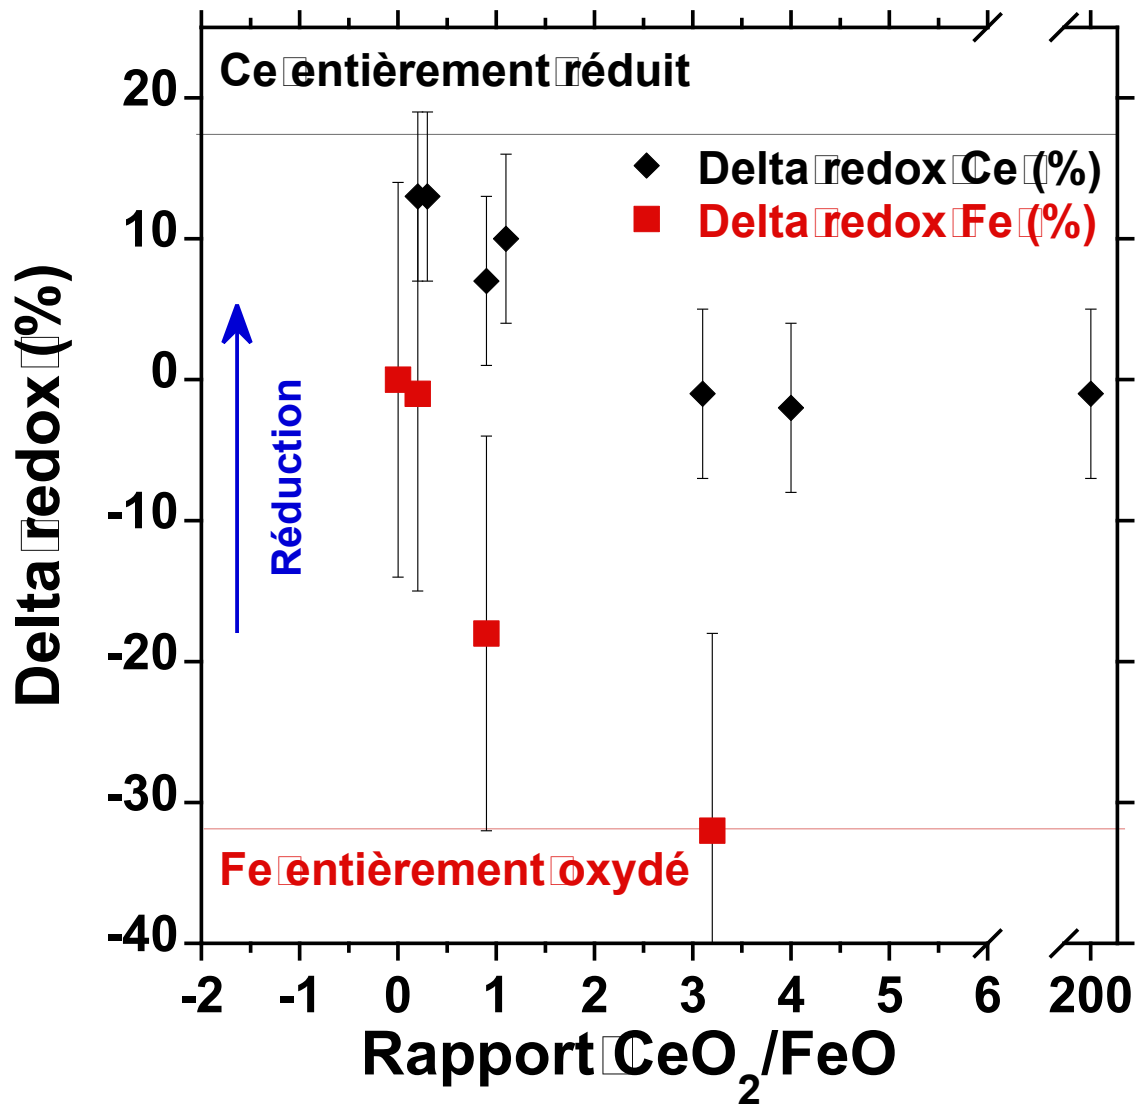 Ce entièrement réduit
Delta redox Ce (%)
Delta redox Fe (%)
Fe entièrement oxydé
Réduction
Delta redox (%)
20
10
0
-10
-20
-30
-40
-2 -1 0 1 2 3 4 5 6 200
Rapport CeO2/FeO